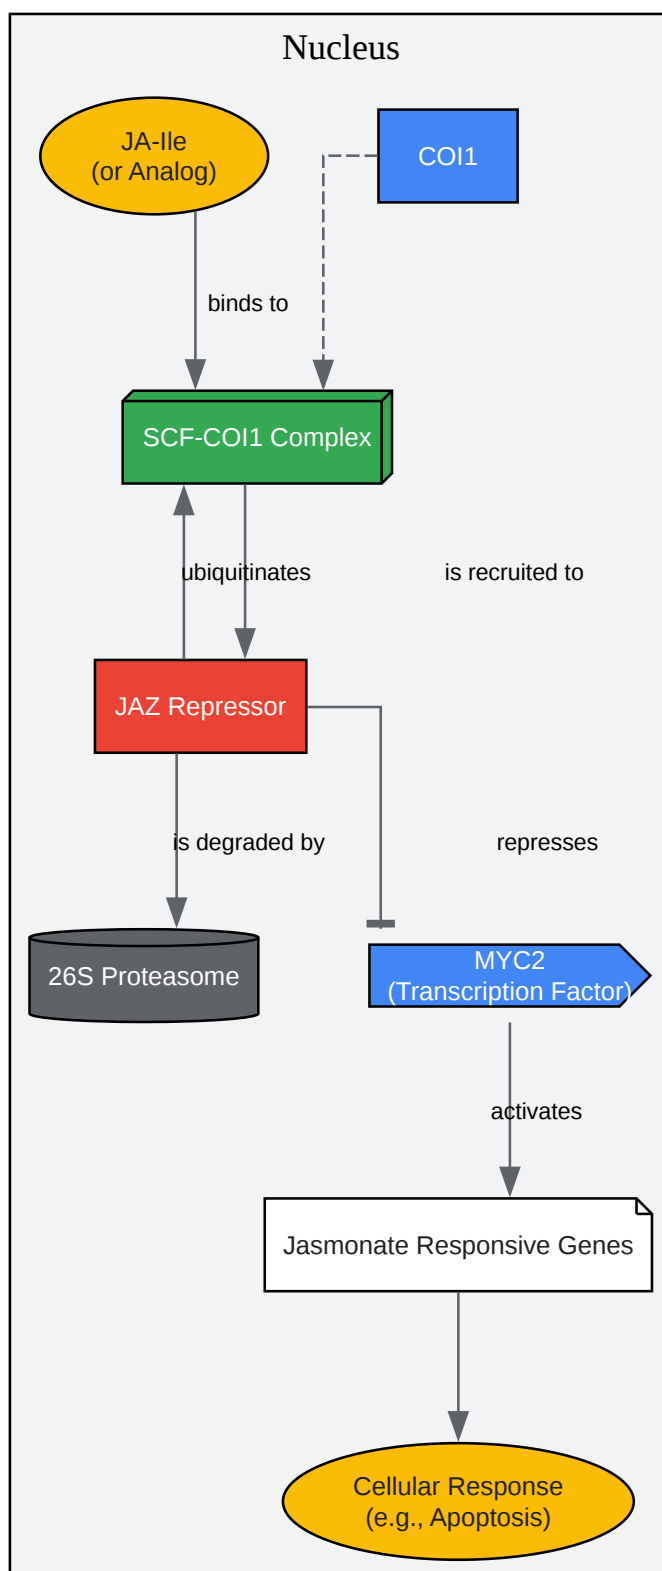 Nucleus
JA-Ile
(or Analog)
COI1
binds to
SCF-COI1 Complex
ubiquitinates
is recruited to
JAZ Repressor
is degraded by
represses
26S Proteasome
MYC2
(Transcription Factor)
activates
Jasmonate Responsive Genes
Cellular Response
(e.g., Apoptosis)